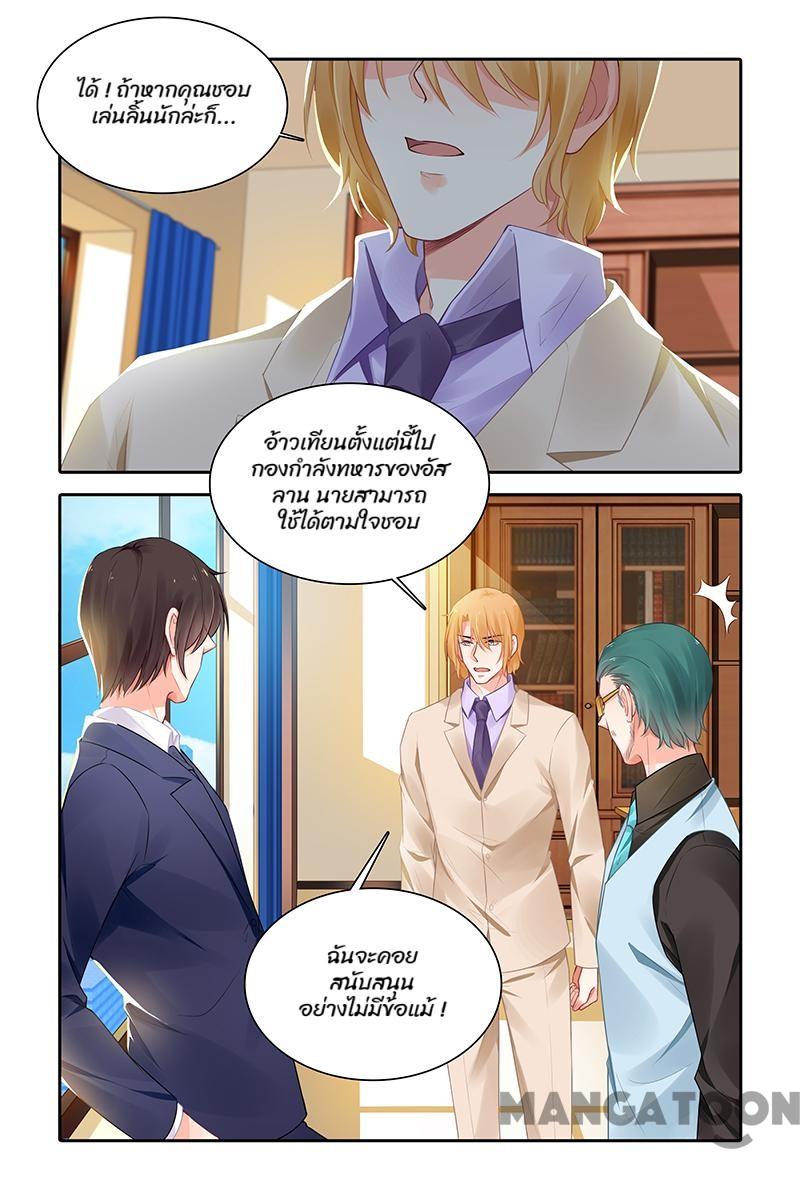 ได้ ! ถ้าหากคุณชอบ
เล่นลิ้นนักล่ะก็...
อ้าวเทียนตั้งแต่นี้ไป
กองกำลังทหารของอัส
ลาน นายสามารถ
ใช้ได้ตามใจชอบ
ฉันจะคอย
สนับสนุน
อย่างไม่มีข้อแม้ !
MANGATOON